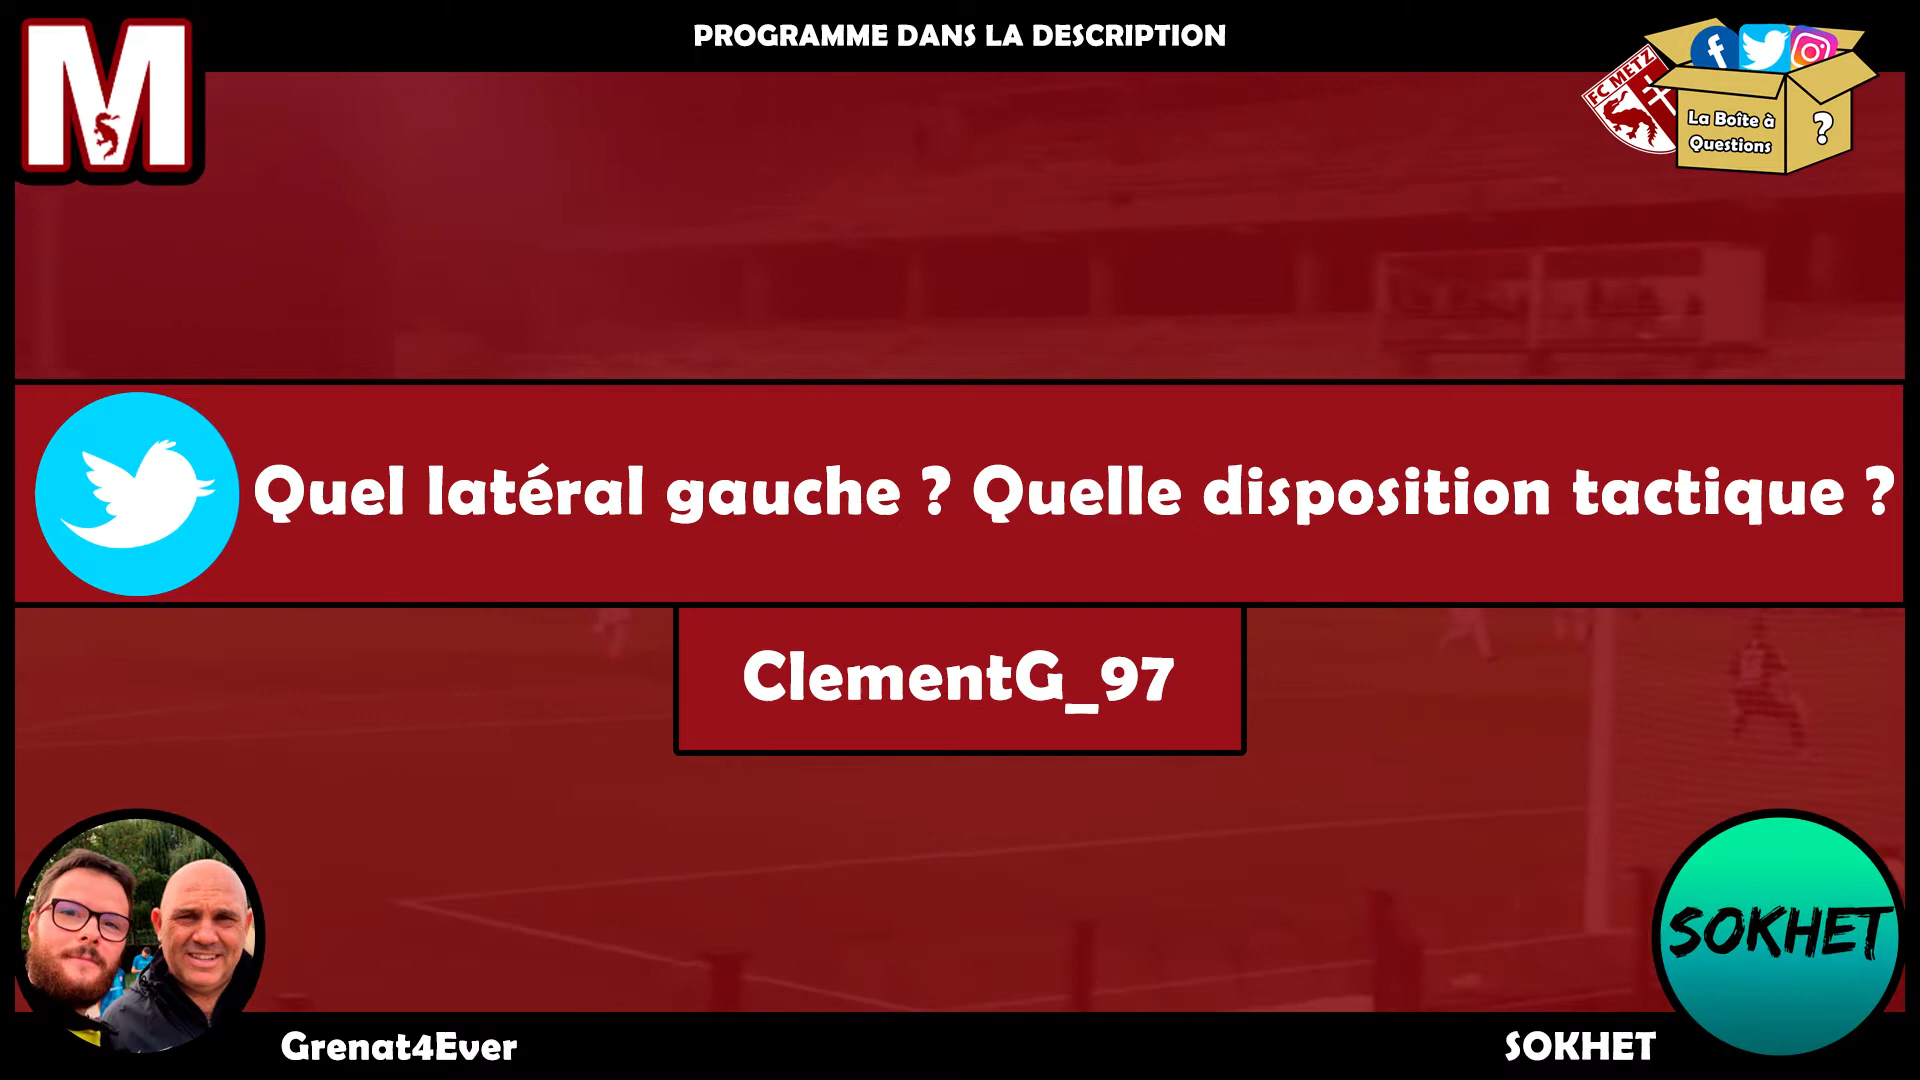 M
PROGRAMME DANS LA DESCRIPTION
FC METZ
La Boîte à
Questions
?
Quel latéral gauche ? Quelle disposition tactique ?
ClementG_97
SOKHET
Grenat4Ever
SOKHET